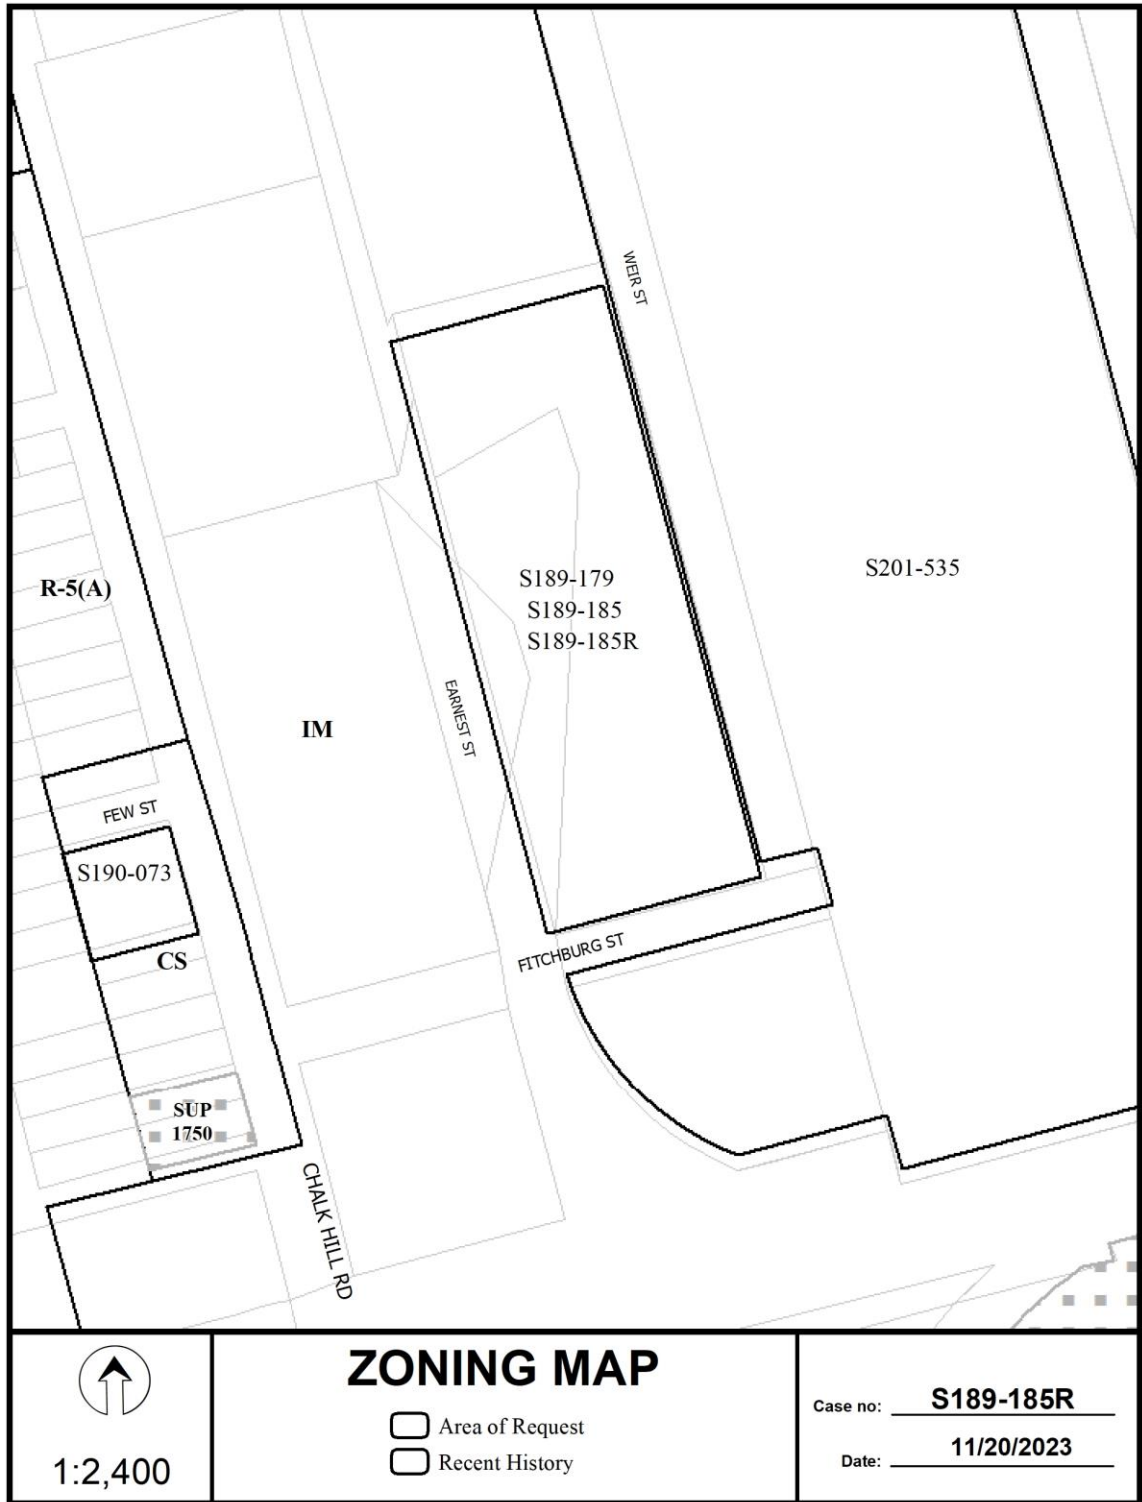 WEIR ST
S201-535
S189-179
S189-185
S189-185R
R-5(A)
EARNEST ST
IM
FEW ST
S190-073
FITCHBURG ST
CS
SUP
1750
CHALK HILL RD
1:2,400
ZONING MAP
Area of Request
Recent History
Case no: S189-185R
Date: 11/20/2023